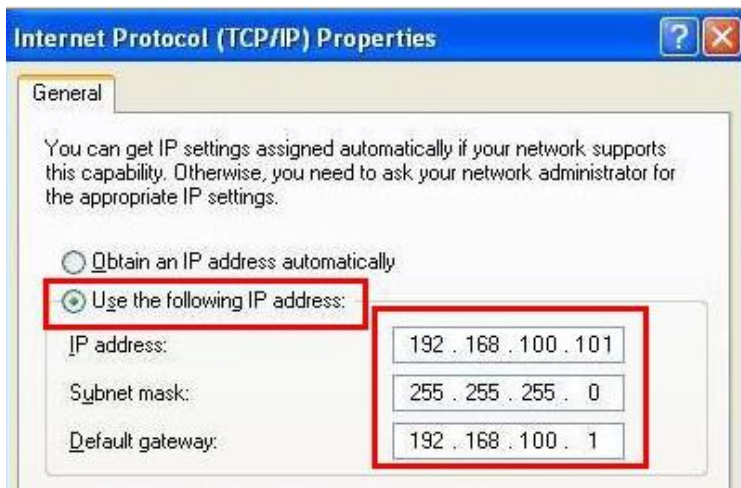 Internet Protocol (TCP/IP) Properties
General
You can get IP settings assigned automatically if your network supports
this capability. Otherwise, you need to ask your network administrator for
the appropriate IP settings.
Obtain an IP address automatically
Use the following IP address:
IP address: 192 . 168 . 100 . 101
Subnet mask: 255 . 255 . 255 . 0
Default gateway: 192 . 168 . 100 . 1